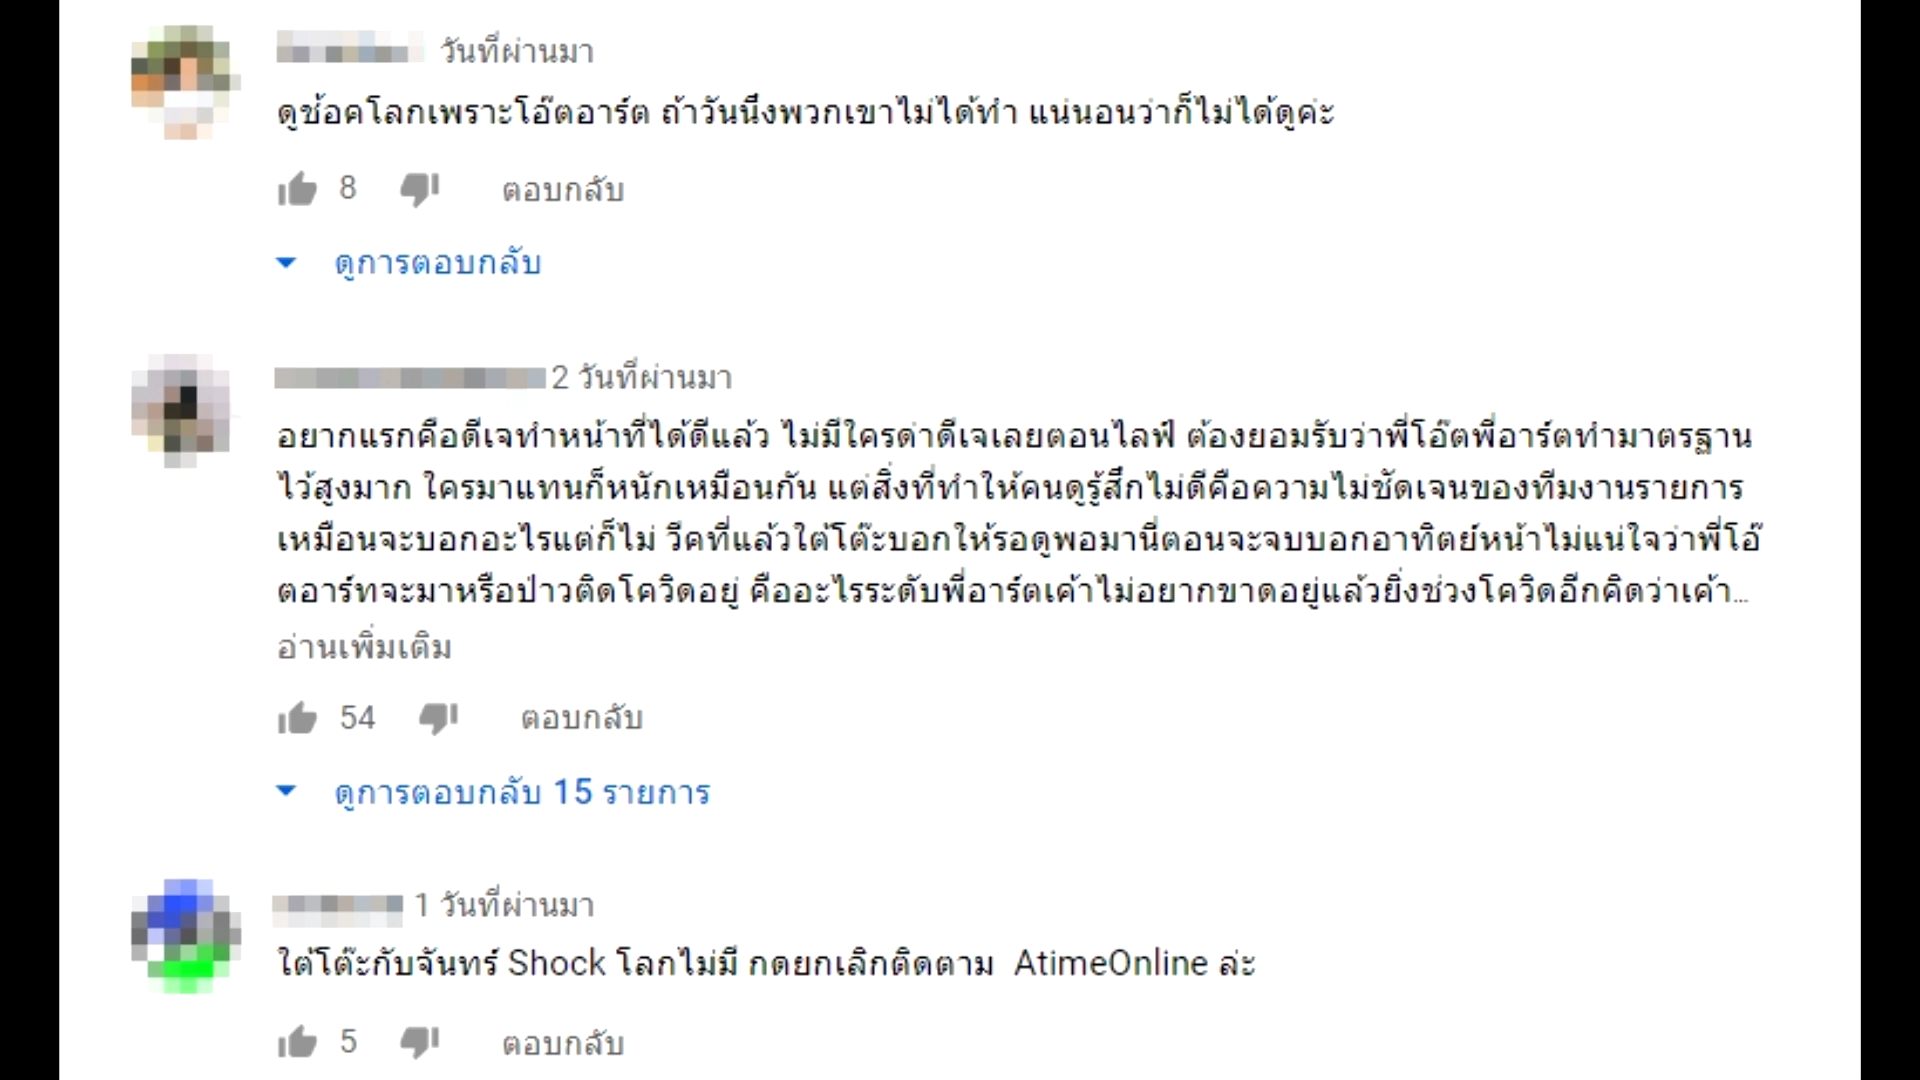 วันที่ผ่านมา
ดูช้อคโลกเพราะโอ๊ตอาร์ต ถ้าวันนึงพวกเขาไม่ได้ทำ แน่นอนว่าก็ไม่ได้ดูค่ะ
8 ตอบกลับ
ดูการตอบกลับ
2 วันที่ผ่านมา
อยากแรกคือดีเจทำหน้าที่ได้ดีแล้ว ไม่มีใครด่าดีเจเลยตอนไลฟ์ ต้องยอมรับว่าพี่โอ๊ตพี่อาร์ตทำมาตรฐาน
ไว้สูงมาก ใครมาแทนก็หนักเหมือนกัน แต่สิ่งที่ทำให้คนดูรู้สึกไม่ดีคือความไม่ชัดเจนของทีมงานรายการ
เหมือนจะบอกอะไรแต่ก็ไม่ วีคที่แล้วใต้โต๊ะบอกให้รอดูพอมานี่ตอนจะจบบอกอาทิตย์หน้าไม่แน่ใจว่าพี่โอ๊
ตอาร์ทจะมาหรือป่าวติดโควิดอยู่ คืออะไรระดับพี่อาร์ตเค้าไม่อยากขาดอยู่แล้วยิ่งช่วงโควิดอีกคิดว่าเค้า...
อ่านเพิ่มเติม
54 ตอบกลับ
ดูการตอบกลับ 15 รายการ
1 วันที่ผ่านมา
ใต้โต๊ะกับจันทร์ Shock โลกไม่มี กดยกเลิกติดตาม AtimeOnline ล่ะ
5 ตอบกลับ